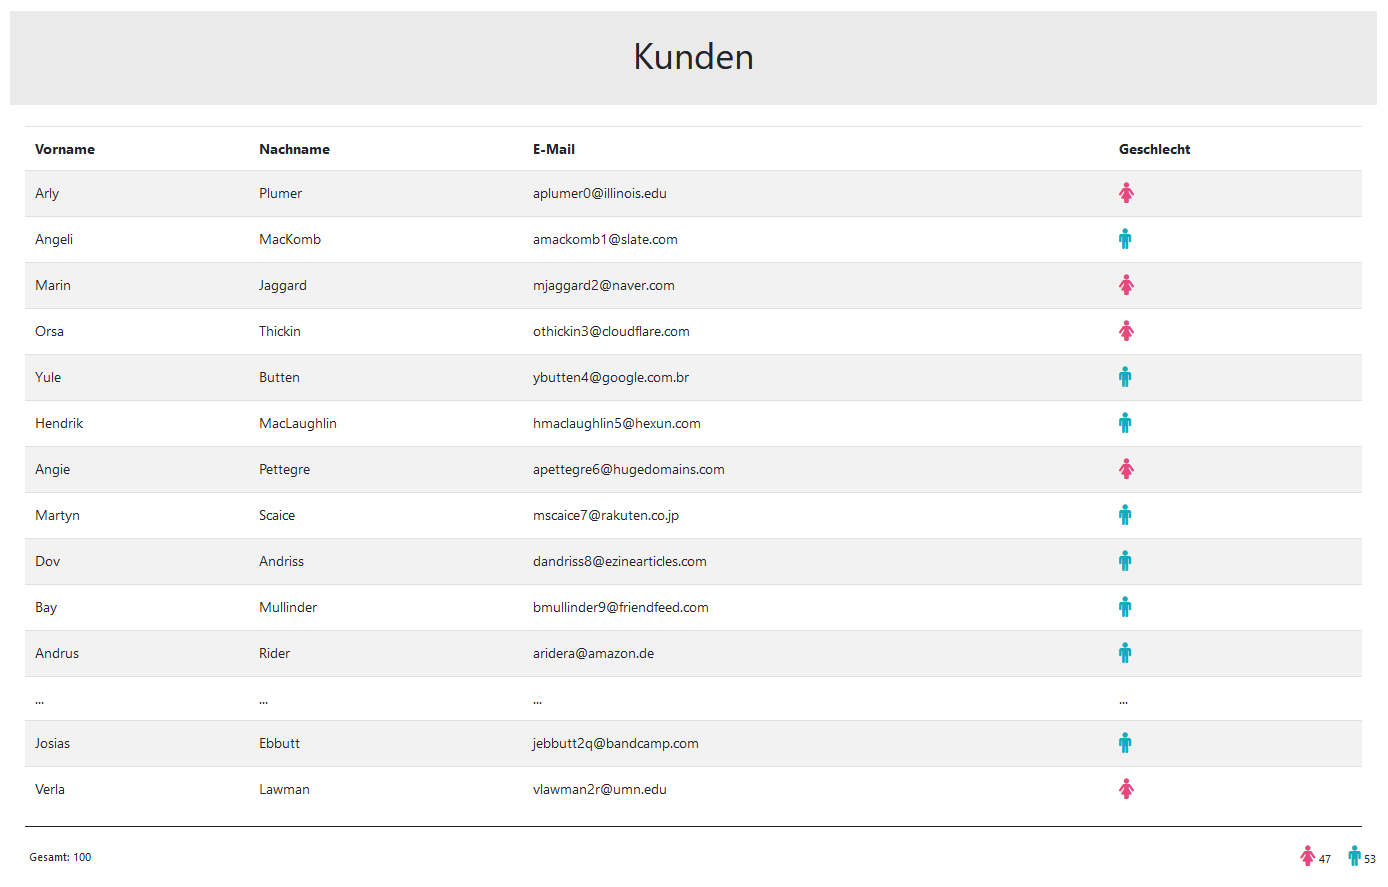 Kunden
Vorname Nachname E-Mail Geschlecht
Arly Plumer aplumer0@illinois.edu
Angeli MacKomb amackomb1@slate.com
Marin Jaggard mjaggard2@naver.com
Orsa Thickin othickin3@cloudflare.com
Yule Butten ybutten4@google.com.br
Hendrik MacLaughlin hmaclaughlin5@hexun.com
Angie Pettegre apettegre6@hugedomains.com
Martyn Scaice mscaice7@rakuten.co.jp
Dov Andriss dandriss8@ezinearticles.com
Bay Mullinder bmullinder9@friendfeed.com
Andrus Rider aridera@amazon.de
... ... ... ...
Josias Ebbutt jebbutt2q@bandcamp.com
Verla Lawman vlawman2r@umn.edu
Gesamt: 100 47 53